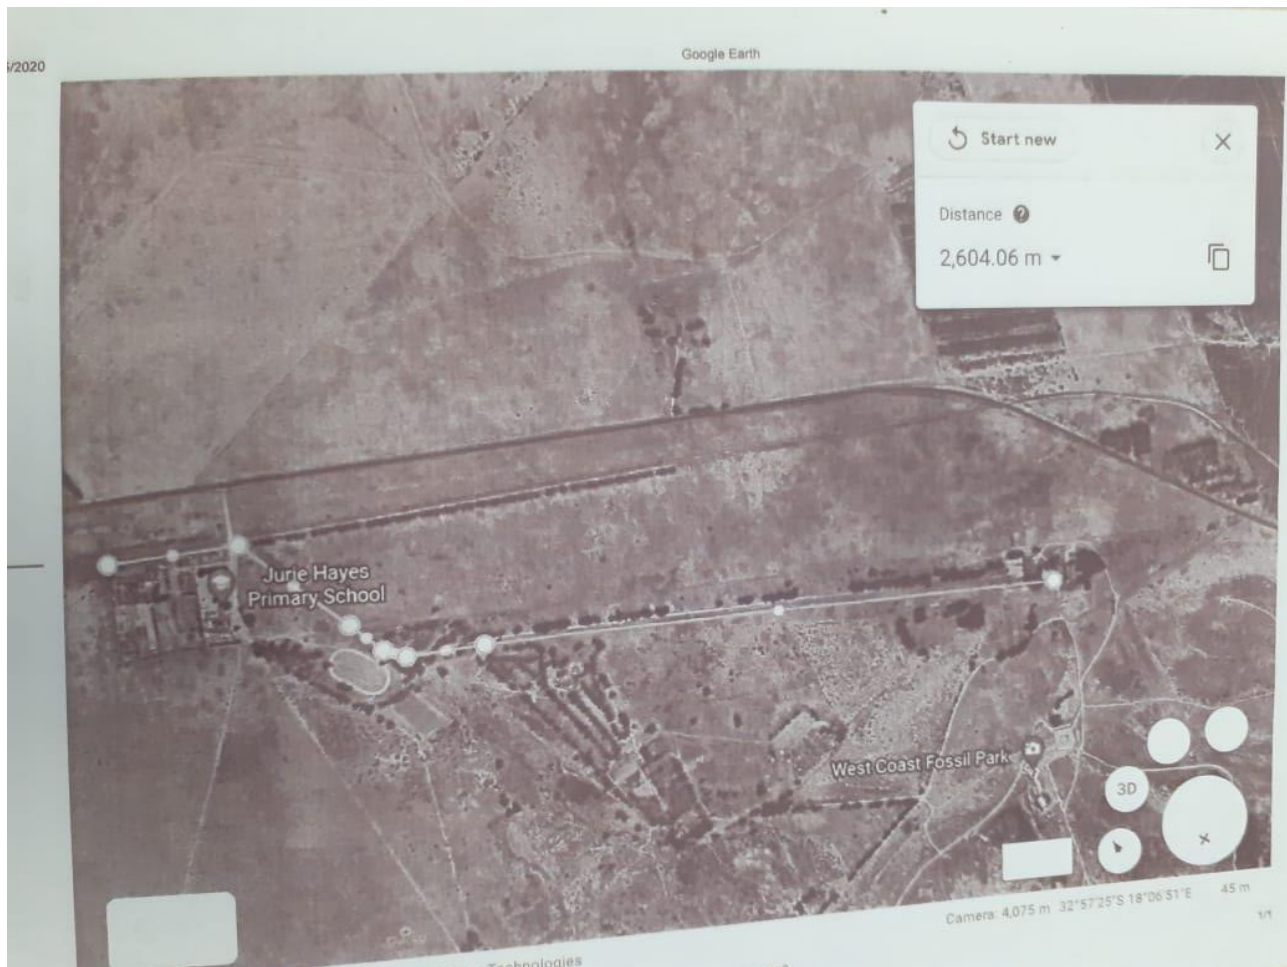 Google Earth
/2020
Start new
Distance ?
2,604.06 m
Jurie Hayes
Primary School
West Coast Fossil Park
3D
Camera: 4,075 m 32°57'25"S 18°06'51"E 45 m
1/1
Technologies